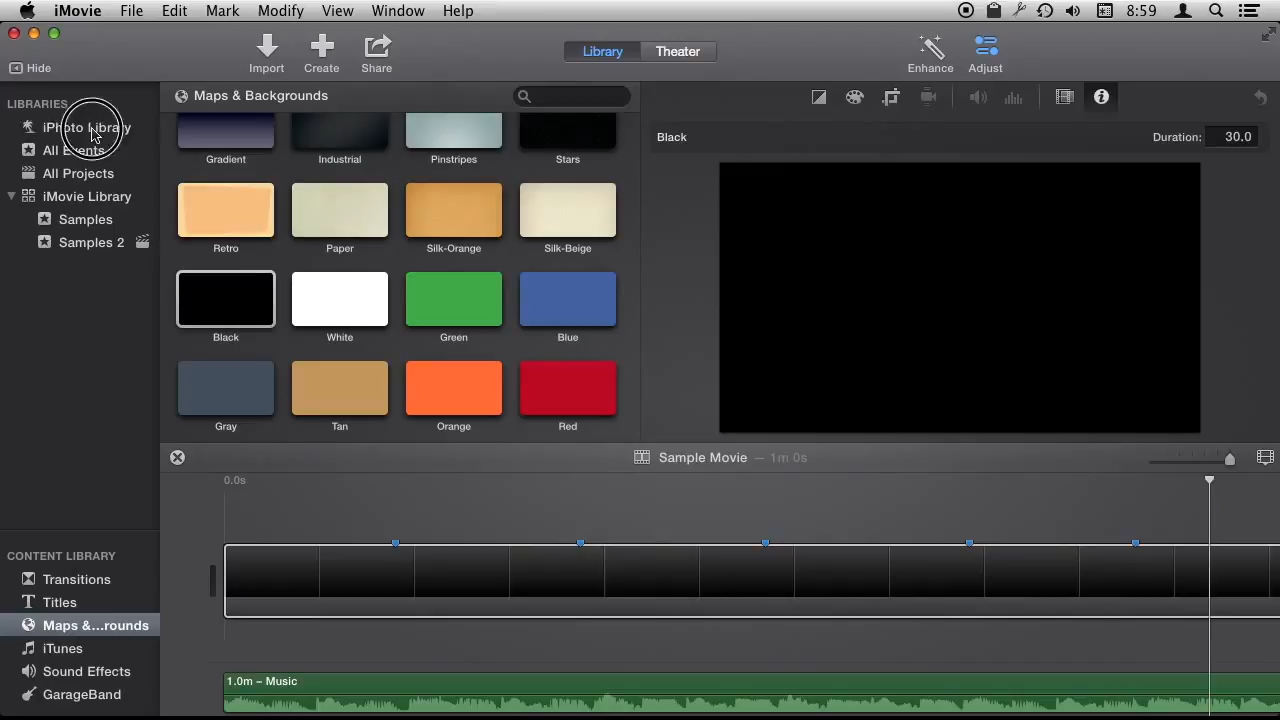 iMovie File Edit Mark Modify View Window Help 8:59
Hide Import Create Share Library Theater Enhance Adjust
LIBRARIES
iPhoto Library
All Events
All Projects
iMovie Library
Samples
Samples 2
CONTENT LIBRARY
Transitions
Titles
Maps &...rounds
iTunes
Sound Effects
GarageBand
Maps & Backgrounds
Gradient Industrial Pinstripes Stars
Retro Paper Silk-Orange Silk-Beige
Black White Green Blue
Gray Tan Orange Red
Black Duration: 30.0
Sample Movie – 1m 0s
0.0s
1.0m – Music